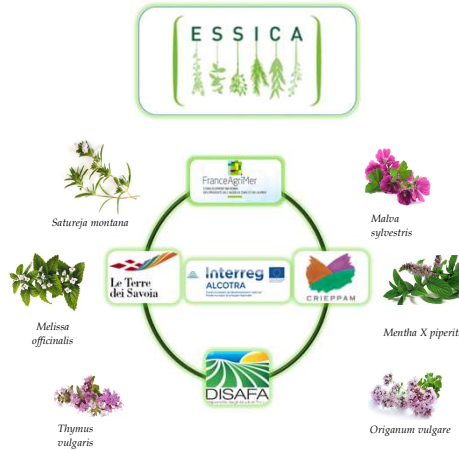 ESSICA
FranceAgriMer
Satureja montana
Malva
sylvestris
Le Terre
dei Savoia
Interreg
ALCOTRA
CRIEPPAM
Melissa
officinalis
Mentha X piperit
DISAFA
Thymus
vulgaris
Origanum vulgare